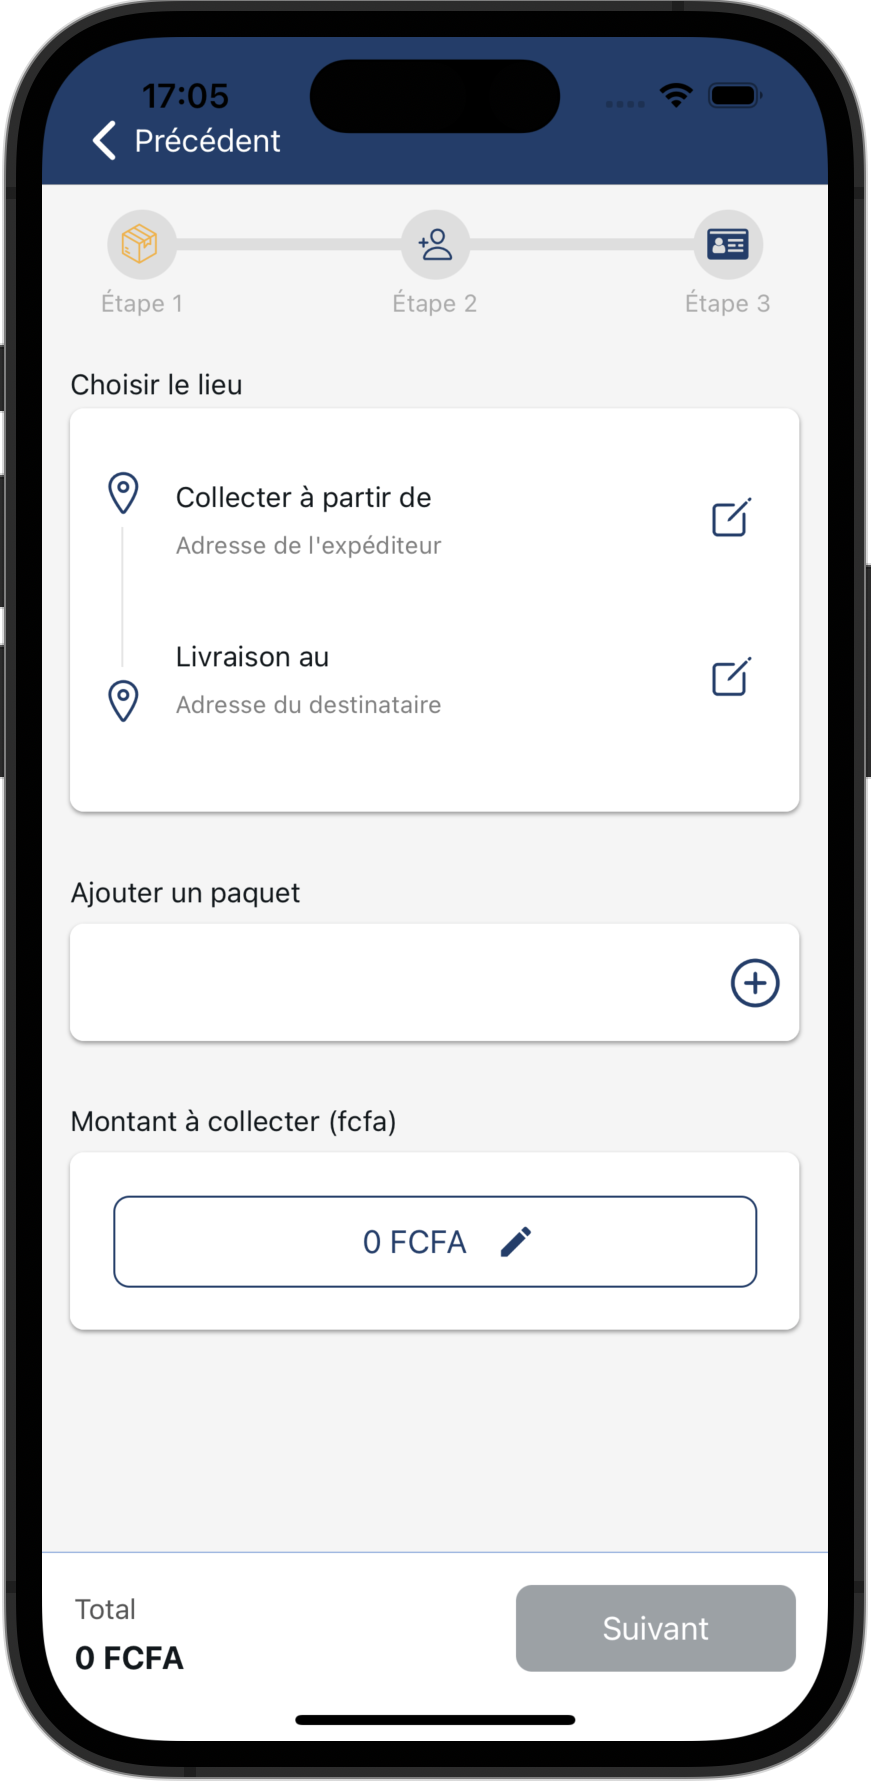 17:05
Précédent
Étape 1
Étape 2
Étape 3
Choisir le lieu
Collecter à partir de
Adresse de l'expéditeur
Livraison au
Adresse du destinataire
Ajouter un paquet
Montant à collecter (fcfa)
0 FCFA
Total
0 FCFA
Suivant